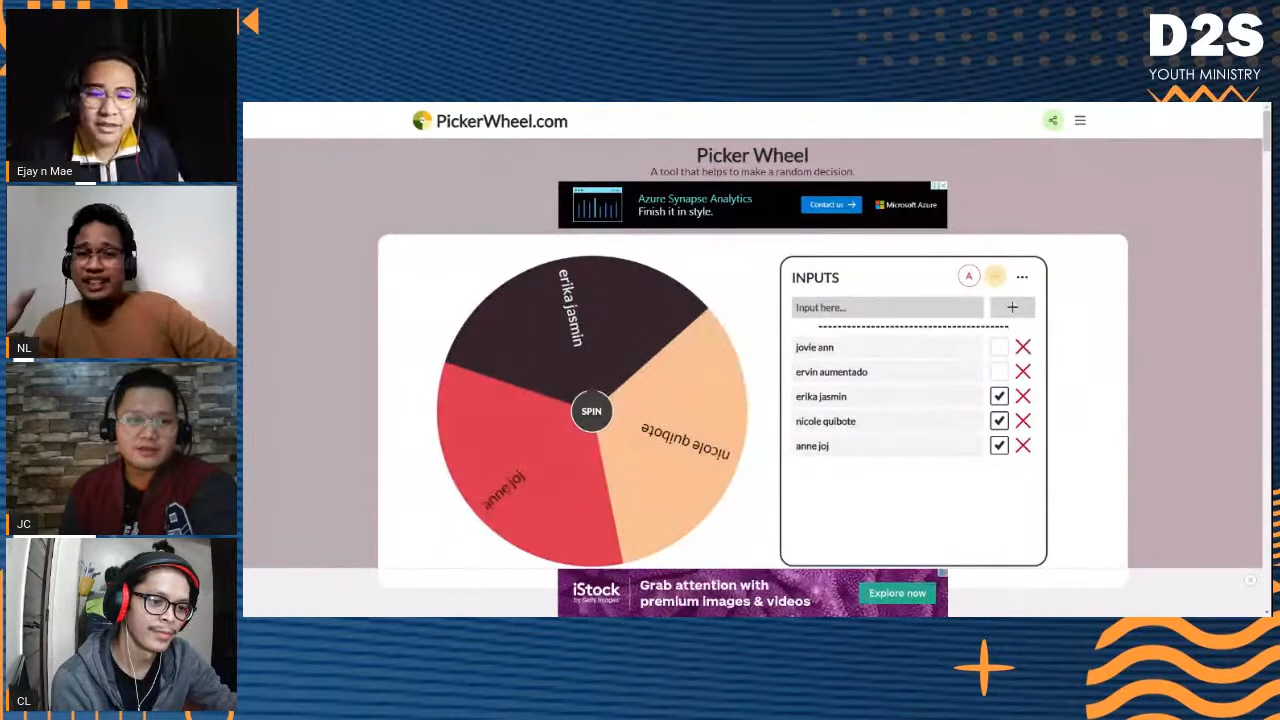 D2S
YOUTH MINISTRY
Ejay n Mae
NL
JC
CL
PickerWheel.com
Picker Wheel
A tool that helps to make a random decision.
Azure Synapse Analytics
Finish it in style.
Contact us →
Microsoft Azure
erika jasmin
nicole quibote
anne joj
SPIN
INPUTS
A
Input here...
jovie ann
ervin aumentado
erika jasmin
nicole quibote
anne joj
iStock
by Getty Images
Grab attention with
premium images & videos
Explore now